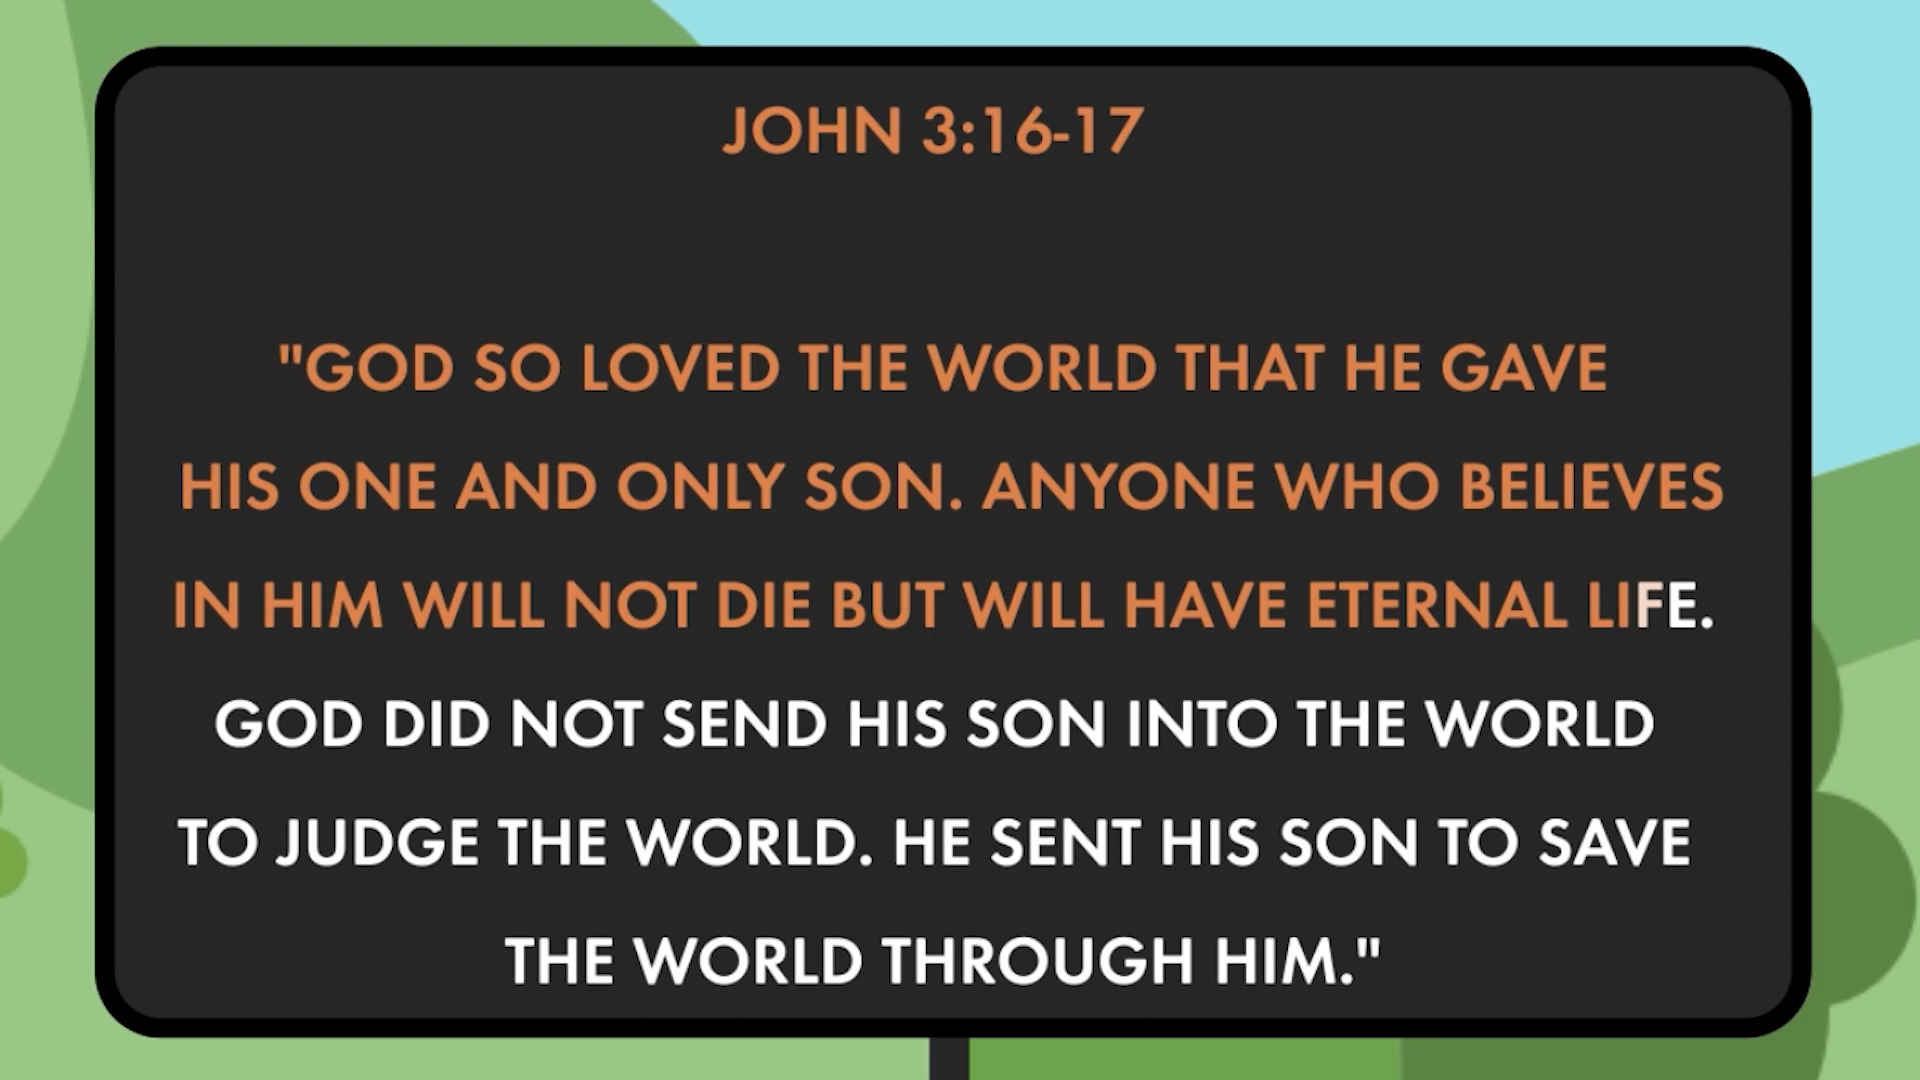 JOHN 3:16-17
"GOD SO LOVED THE WORLD THAT HE GAVE
HIS ONE AND ONLY SON. ANYONE WHO BELIEVES
IN HIM WILL NOT DIE BUT WILL HAVE ETERNAL LIFE.
GOD DID NOT SEND HIS SON INTO THE WORLD
TO JUDGE THE WORLD. HE SENT HIS SON TO SAVE
THE WORLD THROUGH HIM."